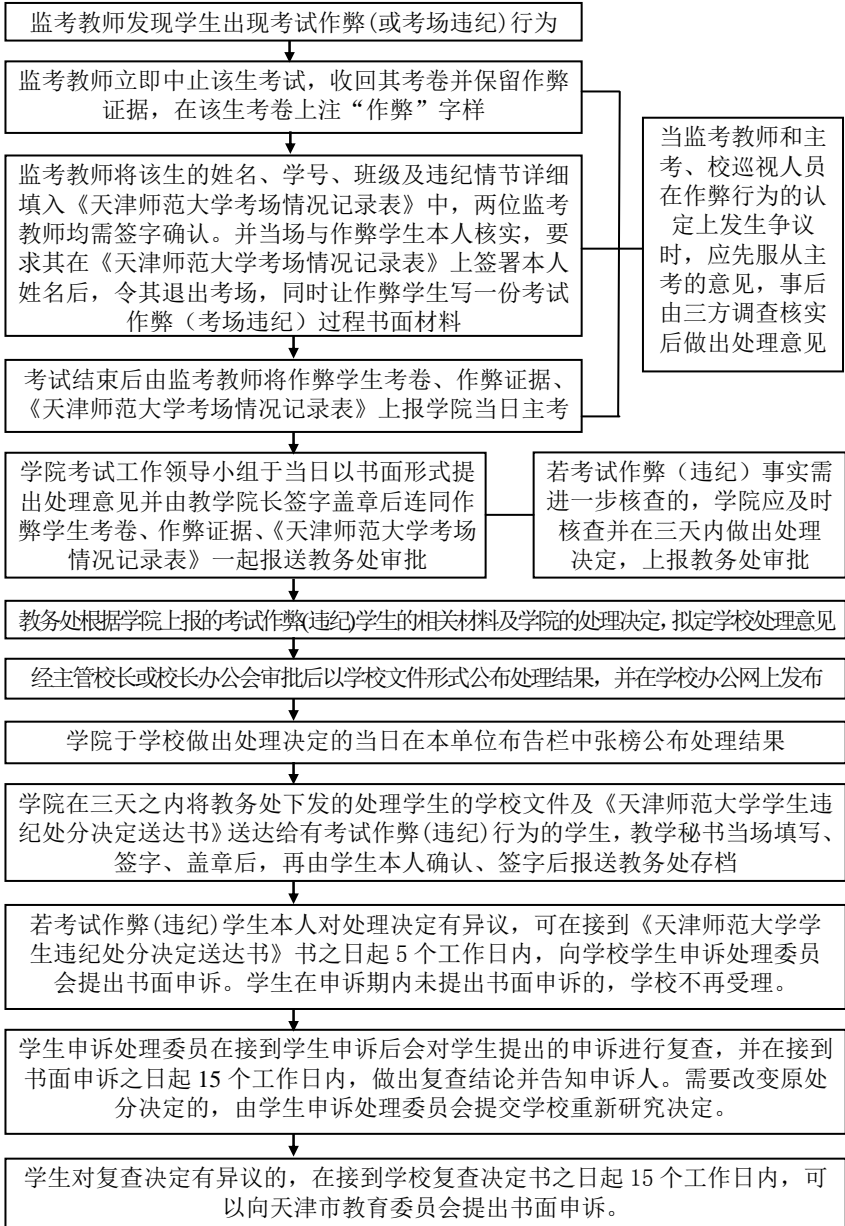 监考教师发现学生出现考试作弊(或考场违纪)行为
监考教师立即中止该生考试，收回其考卷并保留作弊
证据，在该生考卷上注“作弊”字样
监考教师将该生的姓名、学号、班级及违纪情节详细
填入《天津师范大学考场情况记录表》中，两位监考
教师均需签字确认。并当场与作弊学生本人核实，要
求其在《天津师范大学考场情况记录表》上签署本人
姓名后，令其退出考场，同时让作弊学生写一份考试
作弊（考场违纪）过程书面材料
当监考教师和主
考、校巡视人员
在作弊行为的认
定上发生争议
时，应先服从主
考的意见，事后
由三方调查核实
后做出处理意见
考试结束后由监考教师将作弊学生考卷、作弊证据、
《天津师范大学考场情况记录表》上报学院当日主考
学院考试工作领导小组于当日以书面形式提
出处理意见并由教学院长签字盖章后连同作
弊学生考卷、作弊证据、《天津师范大学考场
情况记录表》一起报送教务处审批
若考试作弊（违纪）事实需
进一步核查的，学院应及时
核查并在三天内做出处理
决定，上报教务处审批
教务处根据学院上报的考试作弊(违纪)学生的相关材料及学院的处理决定，拟定学校处理意见
经主管校长或校长办公会审批后以学校文件形式公布处理结果，并在学校办公网上发布
学院于学校做出处理决定的当日在本单位布告栏中张榜公布处理结果
学院在三天之内将教务处下发的处理学生的学校文件及《天津师范大学学生违
纪处分决定送达书》送达给有考试作弊(违纪)行为的学生，教学秘书当场填写、
签字、盖章后，再由学生本人确认、签字后报送教务处存档
若考试作弊(违纪)学生本人对处理决定有异议，可在接到《天津师范大学学
生违纪处分决定送达书》书之日起 5 个工作日内，向学校学生申诉处理委员
会提出书面申诉。学生在申诉期内未提出书面申诉的，学校不再受理。
学生申诉处理委员在接到学生申诉后会对学生提出的申诉进行复查，并在接到
书面申诉之日起 15 个工作日内，做出复查结论并告知申诉人。需要改变原处
分决定的，由学生申诉处理委员会提交学校重新研究决定。
学生对复查决定有异议的，在接到学校复查决定书之日起 15 个工作日内，可
以向天津市教育委员会提出书面申诉。